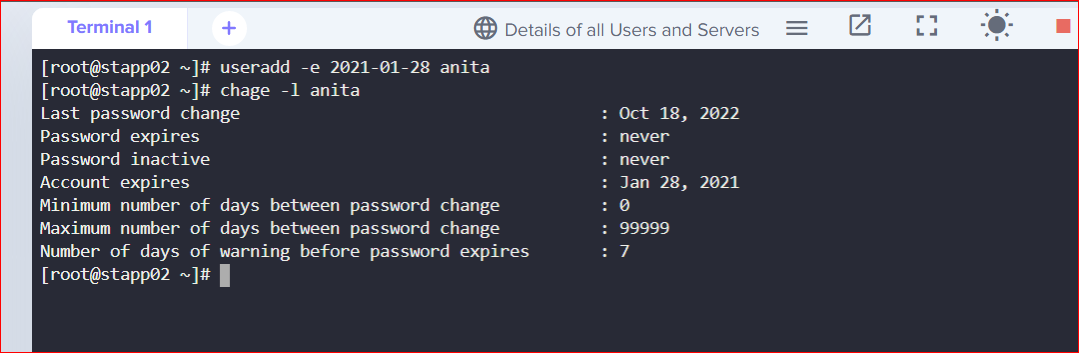 Terminal 1 + Details of all Users and Servers
[root@stapp02 ~]# useradd -e 2021-01-28 anita
[root@stapp02 ~]# chage -l anita
Last password change : Oct 18, 2022
Password expires : never
Password inactive : never
Account expires : Jan 28, 2021
Minimum number of days between password change : 0
Maximum number of days between password change : 99999
Number of days of warning before password expires : 7
[root@stapp02 ~]#